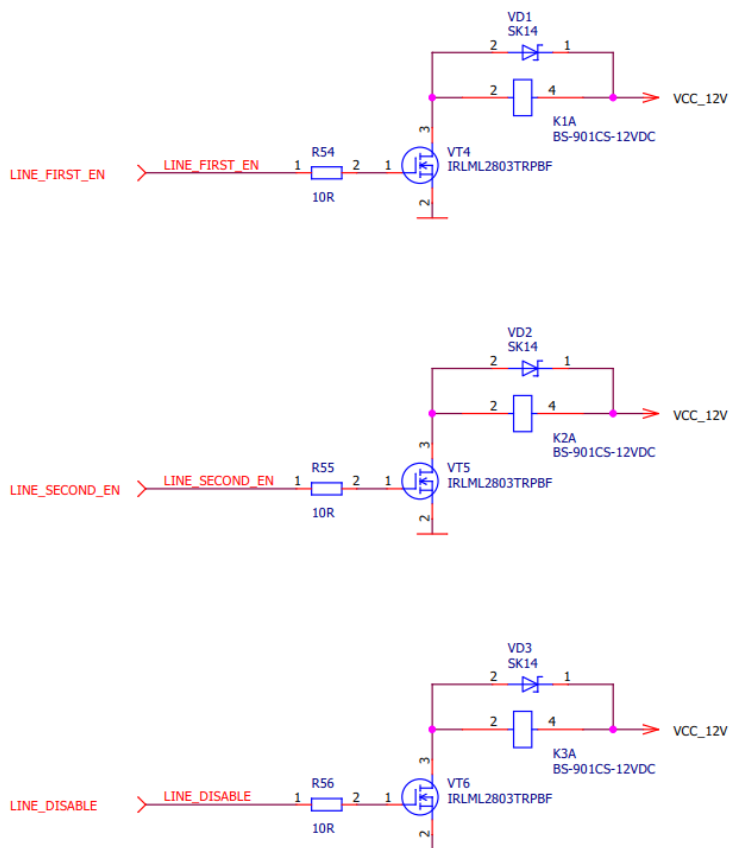 VD1
SK14
2 1
2 4
VCC_12V
K1A
BS-901CS-12VDC
3
R54
VT4
LINE_FIRST_EN
LINE_FIRST_EN
1 2 1
IRLML2803TRPBF
10R
2
VD2
SK14
2 1
2 4
VCC_12V
K2A
BS-901CS-12VDC
3
R55
VT5
LINE_SECOND_EN
LINE_SECOND_EN
1 2 1
IRLML2803TRPBF
10R
2
VD3
SK14
2 1
2 4
VCC_12V
K3A
BS-901CS-12VDC
3
R56
VT6
LINE_DISABLE
LINE_DISABLE
1 2 1
IRLML2803TRPBF
10R
2